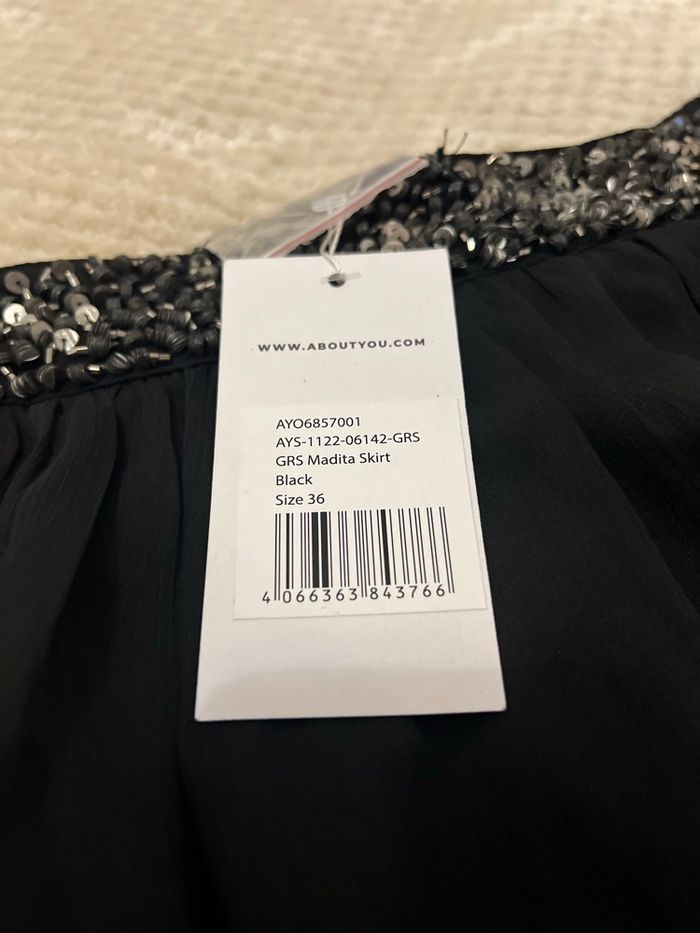 WWW.ABOUTYOU.COM
AYO6857001
AYS-1122-06142-GRS
GRS Madita Skirt
Black
Size 36
4 066363 843766